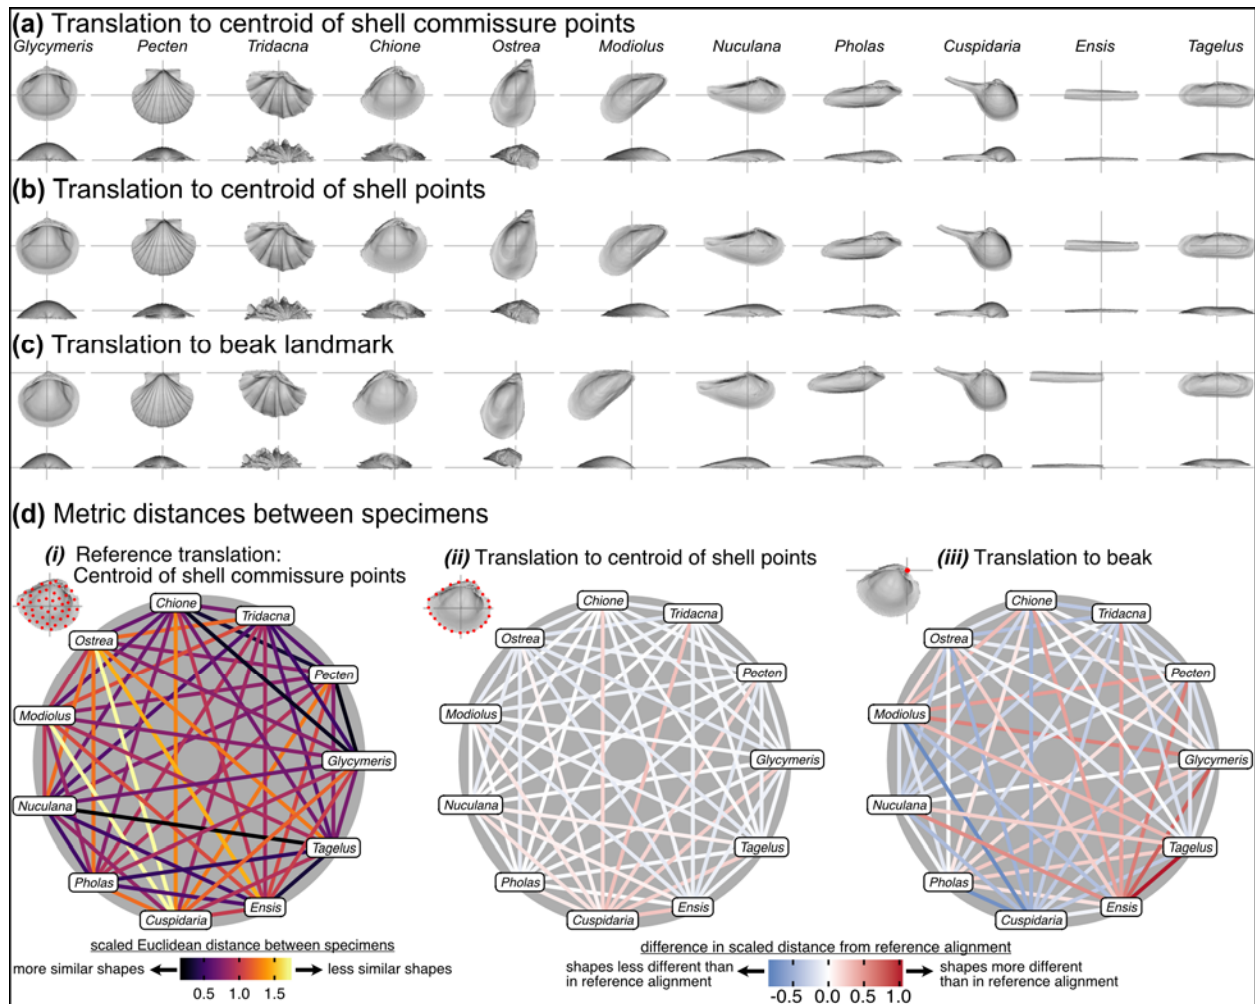 (a) Translation to centroid of shell commissure points
Glycymeris Pecten Tridacna Chione Ostrea Modiolus Nuculana Pholas Cuspidaria Ensis Tagelus
(b) Translation to centroid of shell points
(c) Translation to beak landmark
(d) Metric distances between specimens
(i) Reference translation:
Centroid of shell commissure points
Chione
Tridacna
Ostrea
Pecten
Modiolus
Glycymeris
Nuculana
Tagelus
Pholas
Ensis
Cuspidaria
scaled Euclidean distance between specimens
more similar shapes
less similar shapes
0.5 1.0 1.5
(ii) Translation to centroid of shell points
Chione
Tridacna
Ostrea
Pecten
Modiolus
Glycymeris
Nuculana
Tagelus
Pholas
Ensis
Cuspidaria
(iii) Translation to beak
Chione
Tridacna
Ostrea
Pecten
Modiolus
Glycymeris
Nuculana
Tagelus
Pholas
Ensis
Cuspidaria
difference in scaled distance from reference alignment
shapes less different than
in reference alignment
shapes more different
than in reference alignment
-0.5 0.0 0.5 1.0